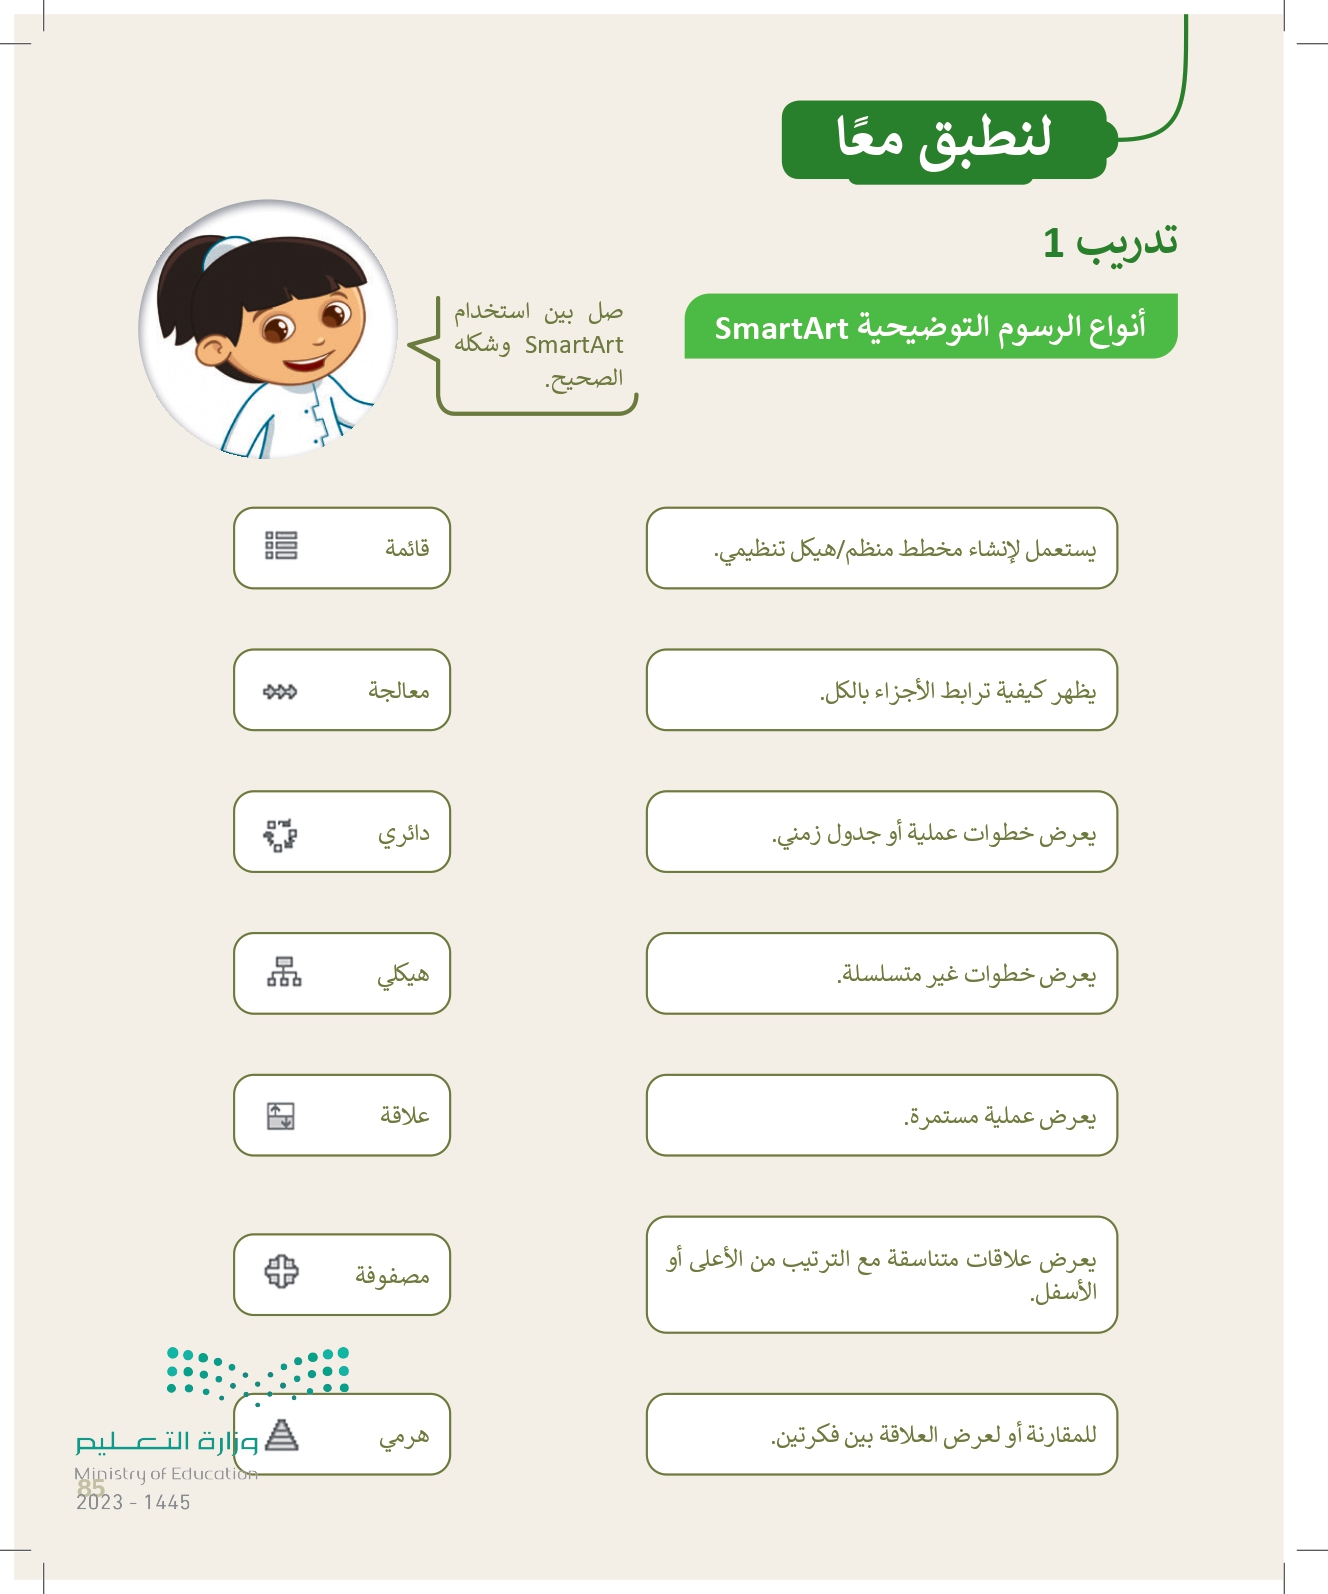 لنطبق معًا
تدريب 1
أنواع الرسوم التوضيحية SmartArt
صل بين استخدام
SmartArt وشكله
الصحيح.
يستعمل لإنشاء مخطط منظم/هيكل تنظيمي.
قائمة
يظهر كيفية ترابط الأجزاء بالكل.
معالجة
يعرض خطوات عملية أو جدول زمني.
دائري
يعرض خطوات غير متسلسلة.
هيكلي
يعرض عملية مستمرة.
علاقة
يعرض علاقات متناسقة مع الترتيب من الأعلى أو
الأسفل.
مصفوفة
للمقارنة أو لعرض العلاقة بين فكرتين.
هرمي
وزارة التعـــليم
Ministry of Education
85
2023 - 1445